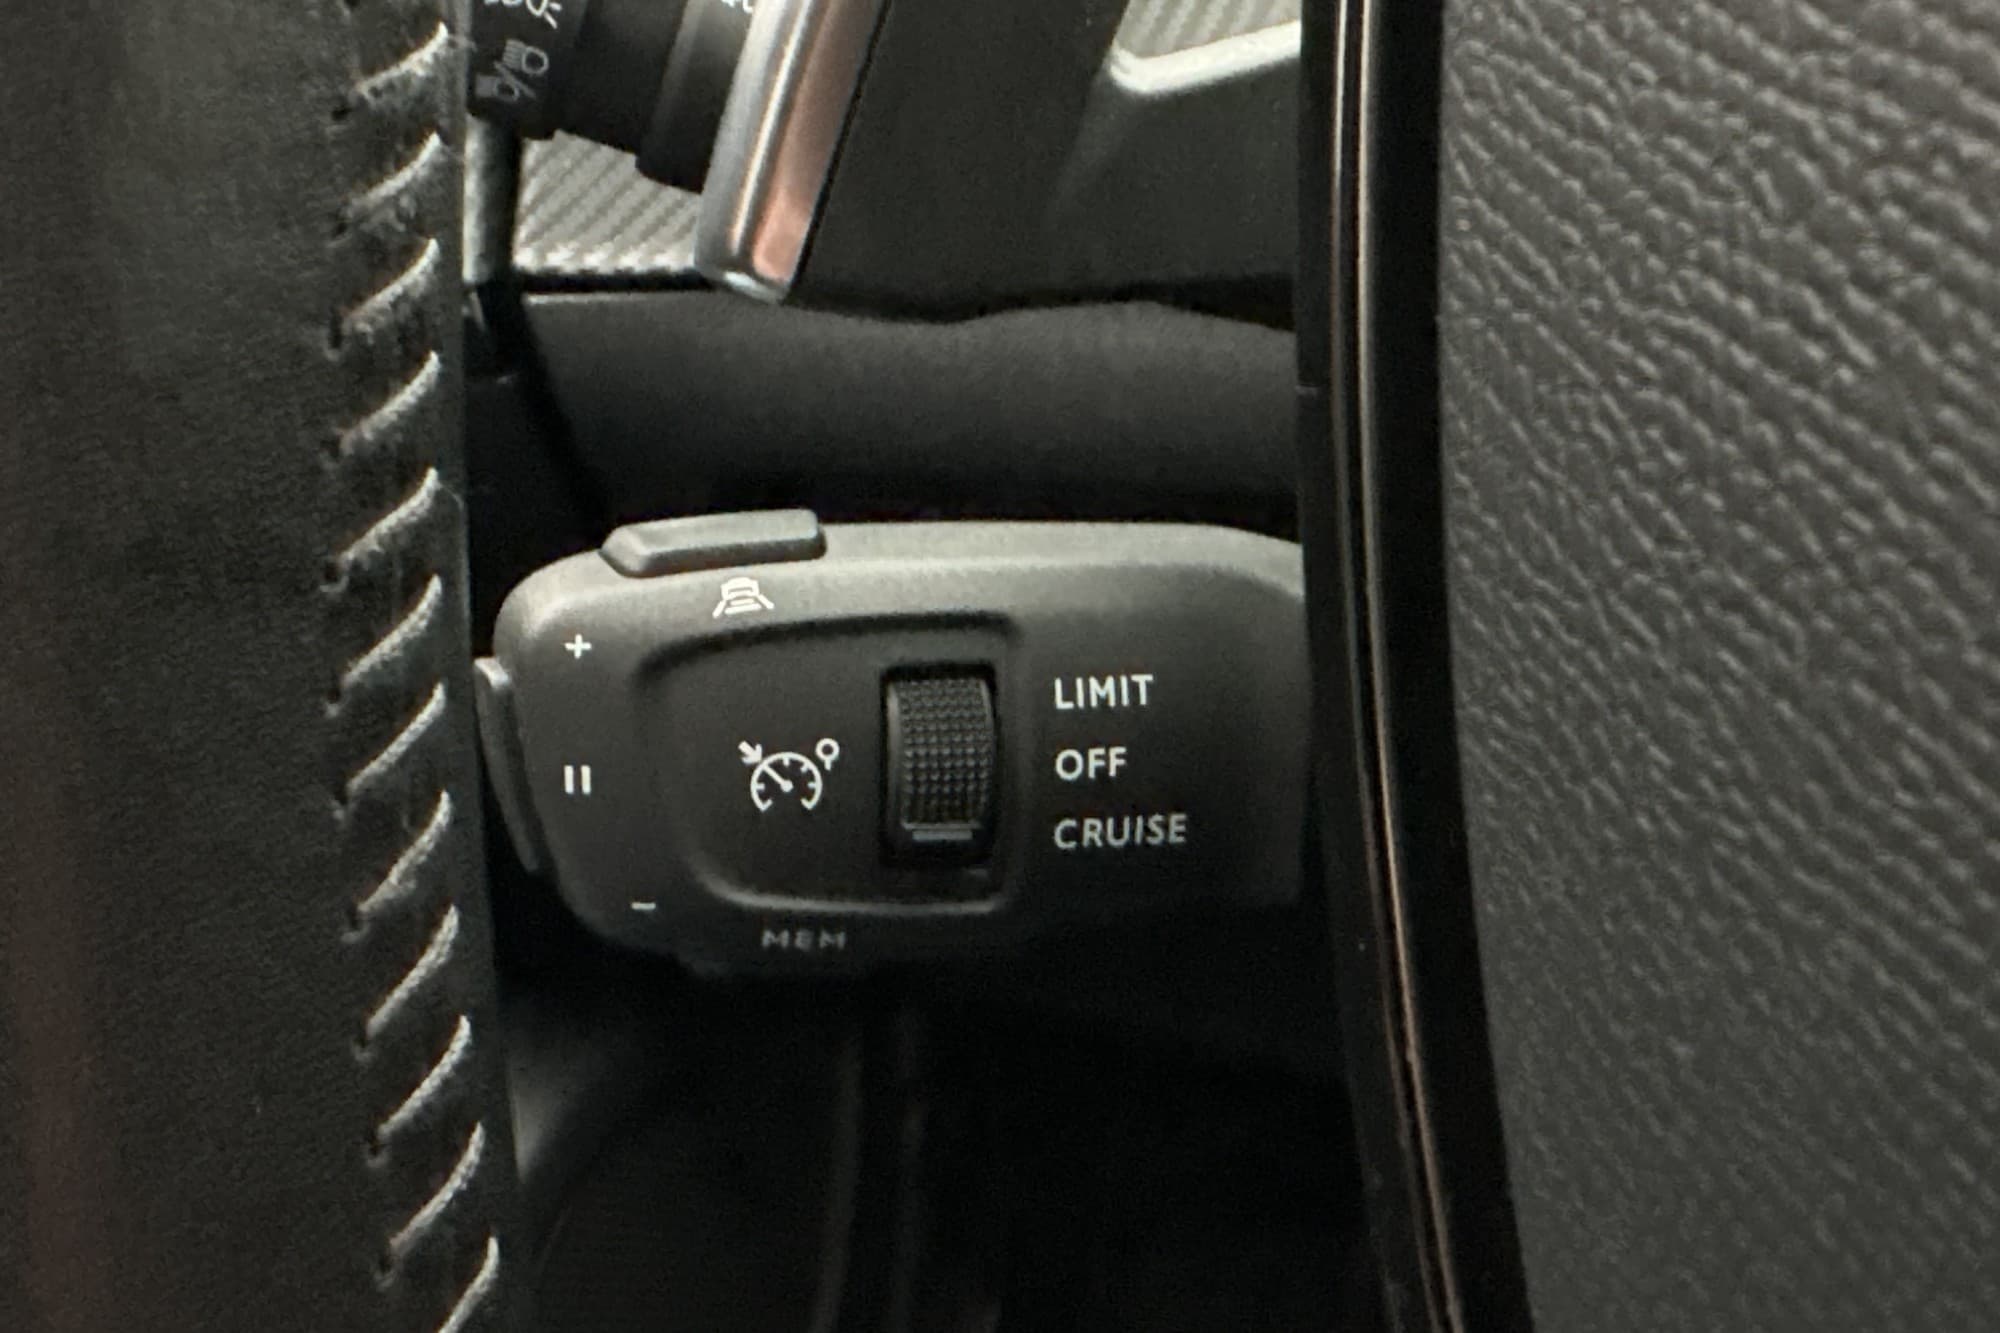 +
LIMIT
OFF
CRUISE
−
MEM